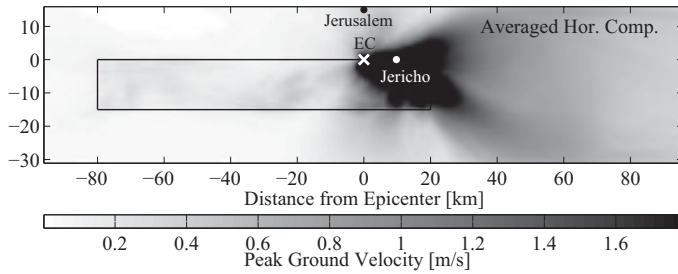 Jerusalem
Averaged Hor. Comp.
10
EC
0
Jericho
−10
−20
−30
−80 −60 −40 −20 0 20 40 60 80
Distance from Epicenter [km]
0.2 0.4 0.6 0.8 1 1.2 1.4 1.6
Peak Ground Velocity [m/s]